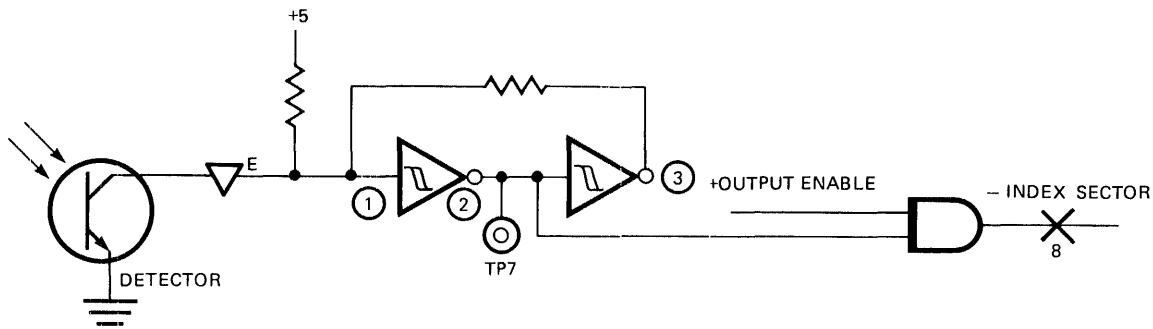 +5
E
1
2
3
+OUTPUT ENABLE
– INDEX SECTOR
8
TP7
DETECTOR